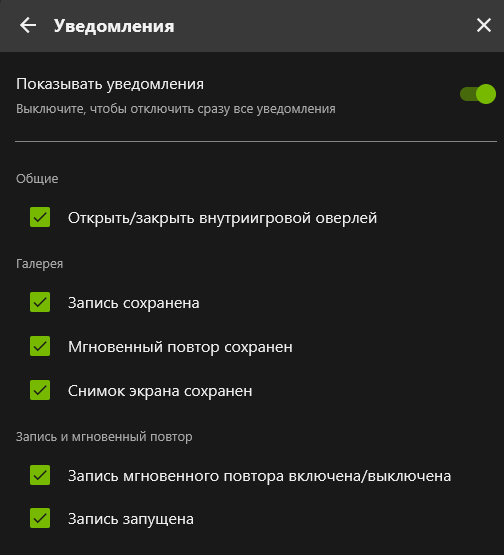 Уведомления
Показывать уведомления
Выключите, чтобы отключить сразу все уведомления
Общие
Открыть/закрыть внутриигровой оверлей
Галерея
Запись сохранена
Мгновенный повтор сохранен
Снимок экрана сохранен
Запись и мгновенный повтор
Запись мгновенного повтора включена/выключена
Запись запущена